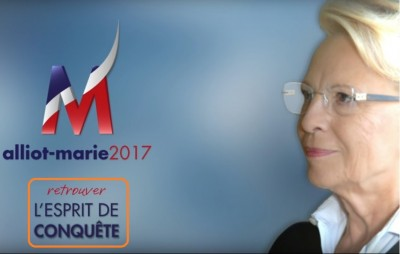 M
alliot-marie2017
retrouver
L'ESPRIT DE
CONQUÊTE